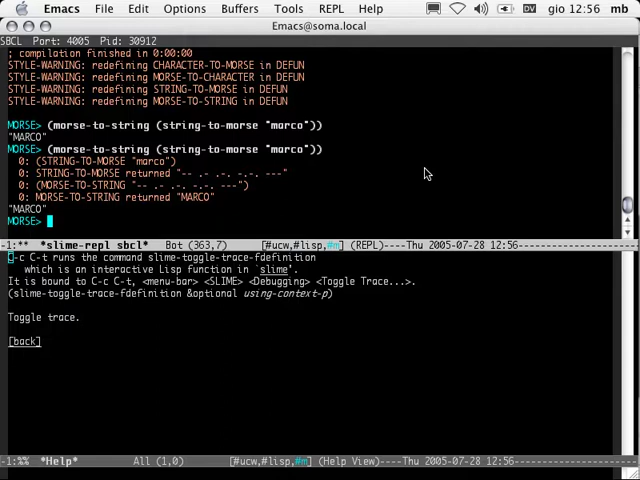 Emacs File Edit Options Buffers Tools REPL Help DV gio 12:56 mb
Emacs@soma.local
SBCL Port: 4005 Pid: 30912
; compilation finished in 0:00:00
STYLE-WARNING: redefining CHARACTER-TO-MORSE in DEFUN
STYLE-WARNING: redefining MORSE-TO-CHARACTER in DEFUN
STYLE-WARNING: redefining STRING-TO-MORSE in DEFUN
STYLE-WARNING: redefining MORSE-TO-STRING in DEFUN
MORSE> (morse-to-string (string-to-morse "marco"))
"MARCO"
MORSE> (morse-to-string (string-to-morse "marco"))
0: (STRING-TO-MORSE "marco")
0: STRING-TO-MORSE returned "-- .- .-. -.-. ---"
0: (MORSE-TO-STRING "-- .- .-. -.-. ---")
0: MORSE-TO-STRING returned "MARCO"
"MARCO"
MORSE>
-1:** *slime-repl sbcl* Bot (363,7) [#ucw,#lisp,#m] (REPL)----Thu 2005-07-28 12:56----
C-c C-t runs the command slime-toggle-trace-fdefinition
which is an interactive Lisp function in `slime'.
It is bound to C-c C-t, <menu-bar> <SLIME> <Debugging> <Toggle Trace...>.
(slime-toggle-trace-fdefinition &optional using-context-p)
Toggle trace.
[back]
-1:%% *Help* All (1,0) [#ucw,#lisp,#m] (Help View)----Thu 2005-07-28 12:56----